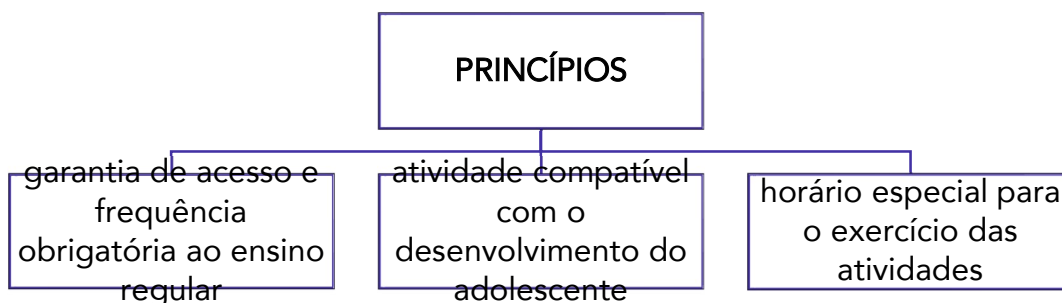 PRINCÍPIOS
garantia de acesso e
frequência
obrigatória ao ensino
regular
atividade compatível
com o
desenvolvimento do
adolescente
horário especial para
o exercício das
atividades